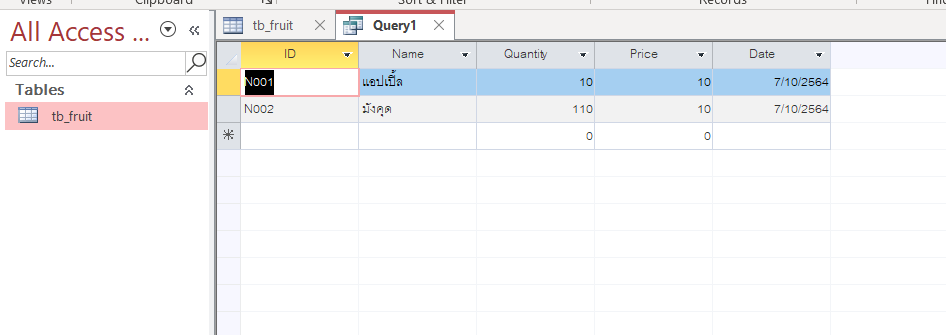 Views
Clipboard
Sort & Filter
Records
All Access ...
Search...
Tables
tb_fruit
tb_fruit
Query1
ID Name Quantity Price Date
N001 แอปเปิ้ล 10 10 7/10/2564
N002 มังคุด 110 10 7/10/2564
0 0